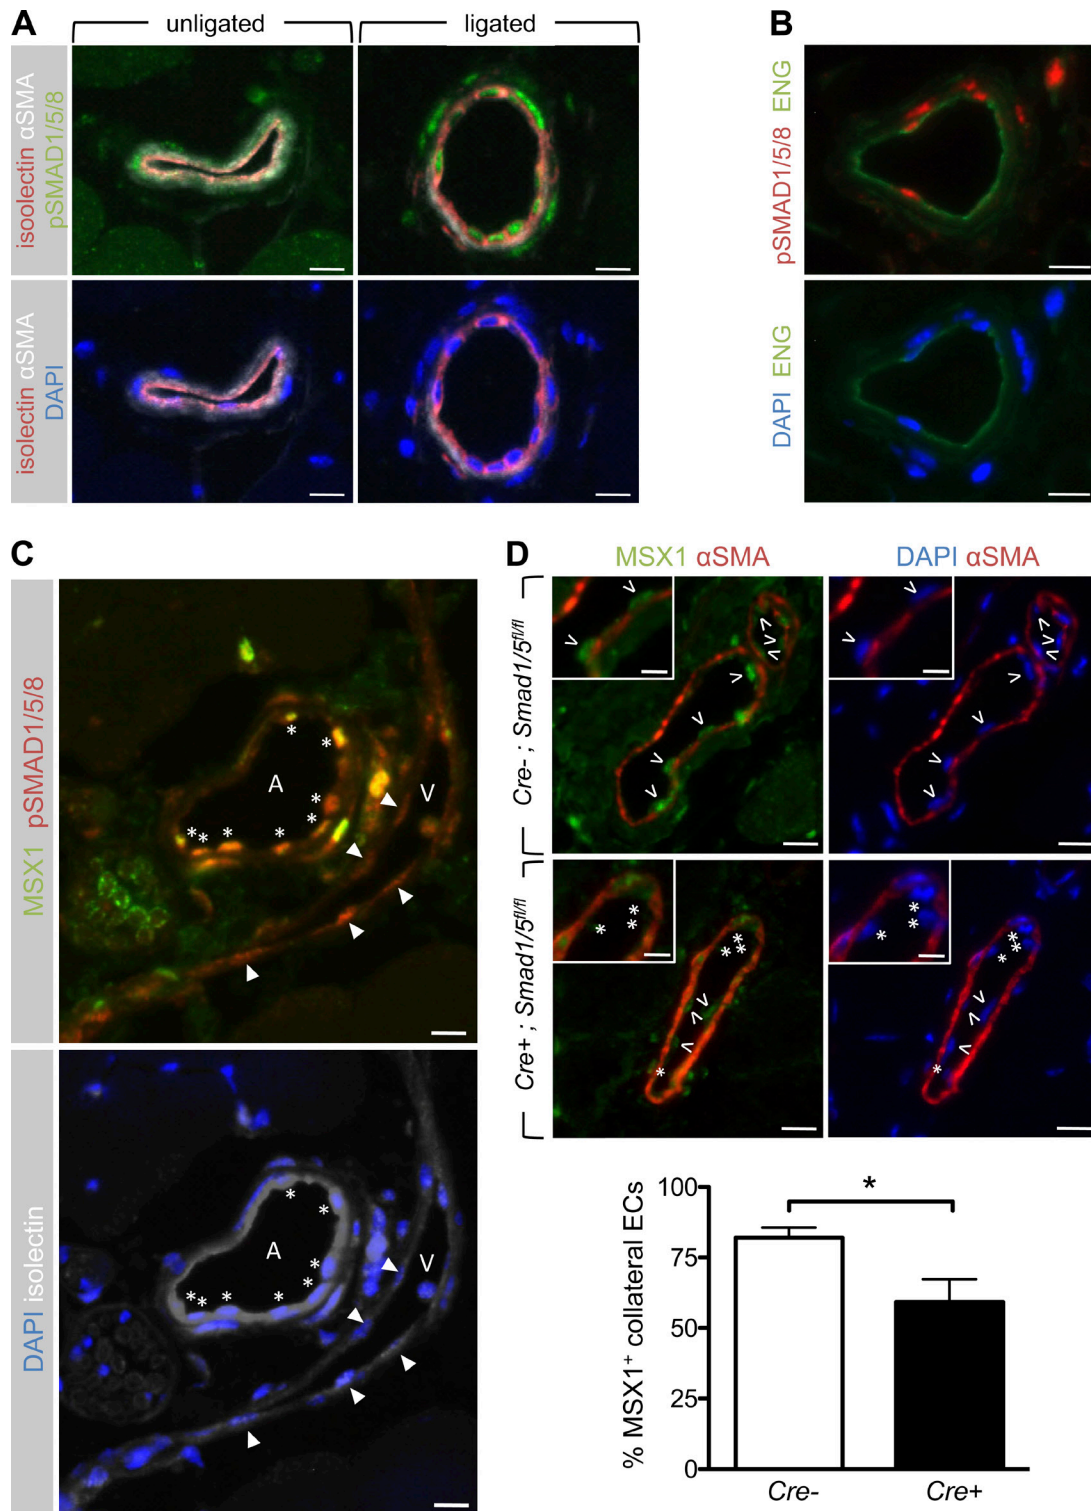 A
unligated
ligated
isoolectin αSMA
pSMAD1/5/8
isolectin αSMA
DAPI
B
pSMAD1/5/8 ENG
DAPI ENG
C
MSX1 pSMAD1/5/8
A
V
* * * * * * * *
DAPI isolectin
A
V
* * * * * * * *
D
MSX1 αSMA
DAPI αSMA
Cre- ; Smad1/5fl/fl
Cre+ ; Smad1/5fl/fl
*
% MSX1+ collateral ECs
100
75
50
25
0
Cre-
Cre+